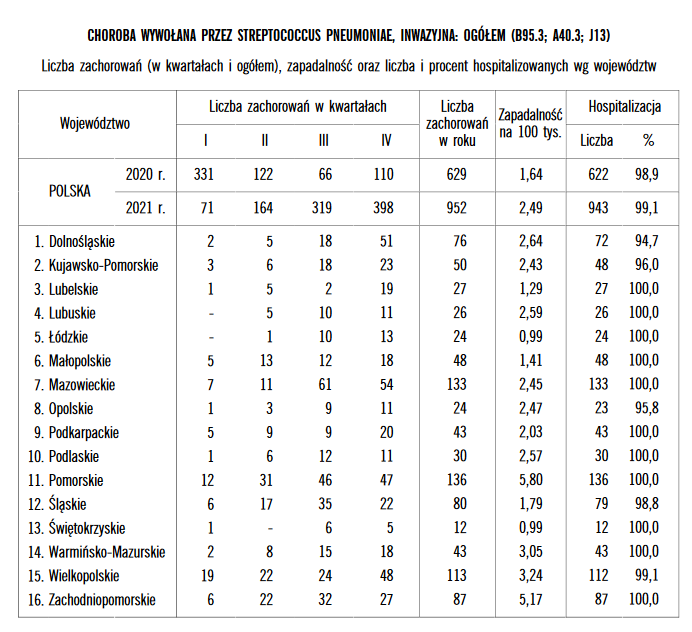 CHOROBA WYWOŁANA PRZEZ STREPTOCOCCUS PNEUMONIAE, INWAZYJNA: OGÓŁEM (B95.3; A40.3; J13)
Liczba zachorowań (w kwartałach i ogółem), zapadalność oraz liczba i procent hospitalizowanych wg województw
Województwo Liczba zachorowań w kwartałach Liczba zachorowań w roku Zapadalność na 100 tys. Hospitalizacja
I II III IV Liczba %
POLSKA 2020 r. 331 122 66 110 629 1,64 622 98,9
2021 r. 71 164 319 398 952 2,49 943 99,1
1. Dolnośląskie 2 5 18 51 76 2,64 72 94,7
2. Kujawsko-Pomorskie 3 6 18 23 50 2,43 48 96,0
3. Lubelskie 1 5 2 19 27 1,29 27 100,0
4. Lubuskie - 5 10 11 26 2,59 26 100,0
5. Łódzkie - 1 10 13 24 0,99 24 100,0
6. Małopolskie 5 13 12 18 48 1,41 48 100,0
7. Mazowieckie 7 11 61 54 133 2,45 133 100,0
8. Opolskie 1 3 9 11 24 2,47 23 95,8
9. Podkarpackie 5 9 9 20 43 2,03 43 100,0
10. Podlaskie 1 6 12 11 30 2,57 30 100,0
11. Pomorskie 12 31 46 47 136 5,80 136 100,0
12. Śląskie 6 17 35 22 80 1,79 79 98,8
13. Świętokrzyskie 1 - 6 5 12 0,99 12 100,0
14. Warmińsko-Mazurskie 2 8 15 18 43 3,05 43 100,0
15. Wielkopolskie 19 22 24 48 113 3,24 112 99,1
16. Zachodniopomorskie 6 22 32 27 87 5,17 87 100,0